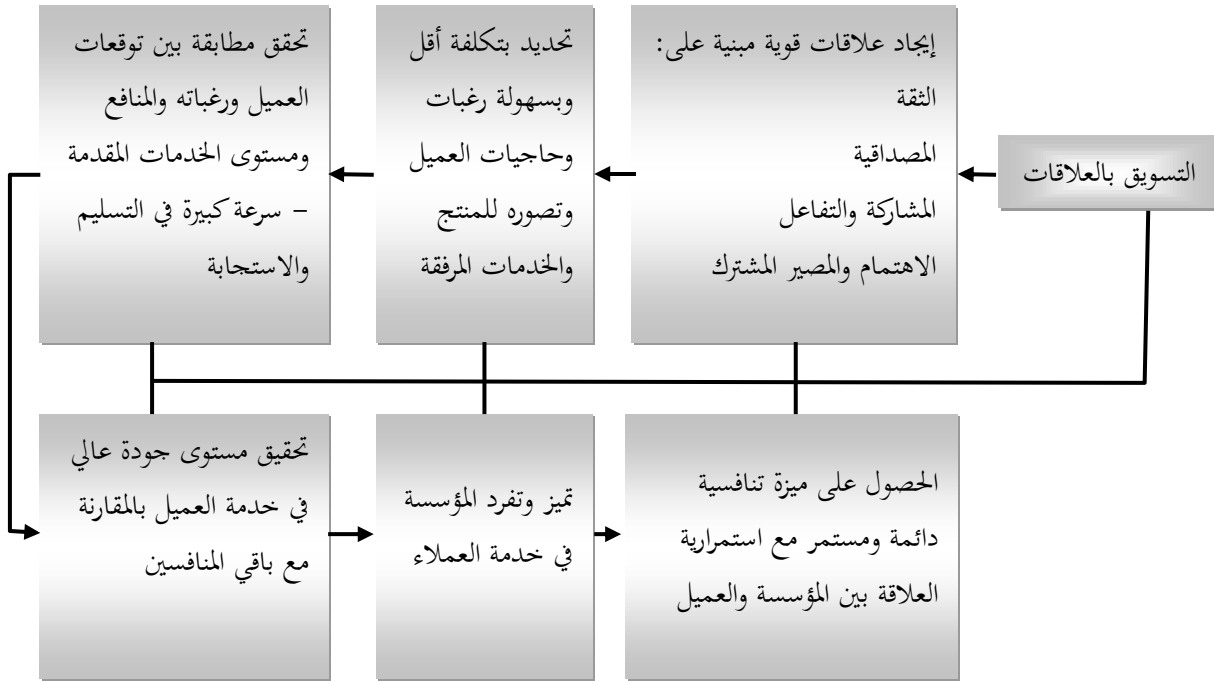 التسويق بالعلاقات
إيجاد علاقات قوية مبنية على:
الثقة
المصداقية
المشاركة والتفاعل
الاهتمام والمصير المشترك
تحديد بتكلفة أقل
وبسهولة رغبات
وحاجيات العميل
وتصوره للمنتج
والخدمات المرفقة
تحقق مطابقة بين توقعات
العميل ورغباته والمنافع
ومستوى الخدمات المقدمة
– سرعة كبيرة في التسليم
والاستجابة
تحقيق مستوى جودة عالي
في خدمة العميل بالمقارنة
مع باقي المنافسين
تميز وتفرد المؤسسة
في خدمة العملاء
الحصول على ميزة تنافسية
دائمة ومستمر مع استمرارية
العلاقة بين المؤسسة والعميل